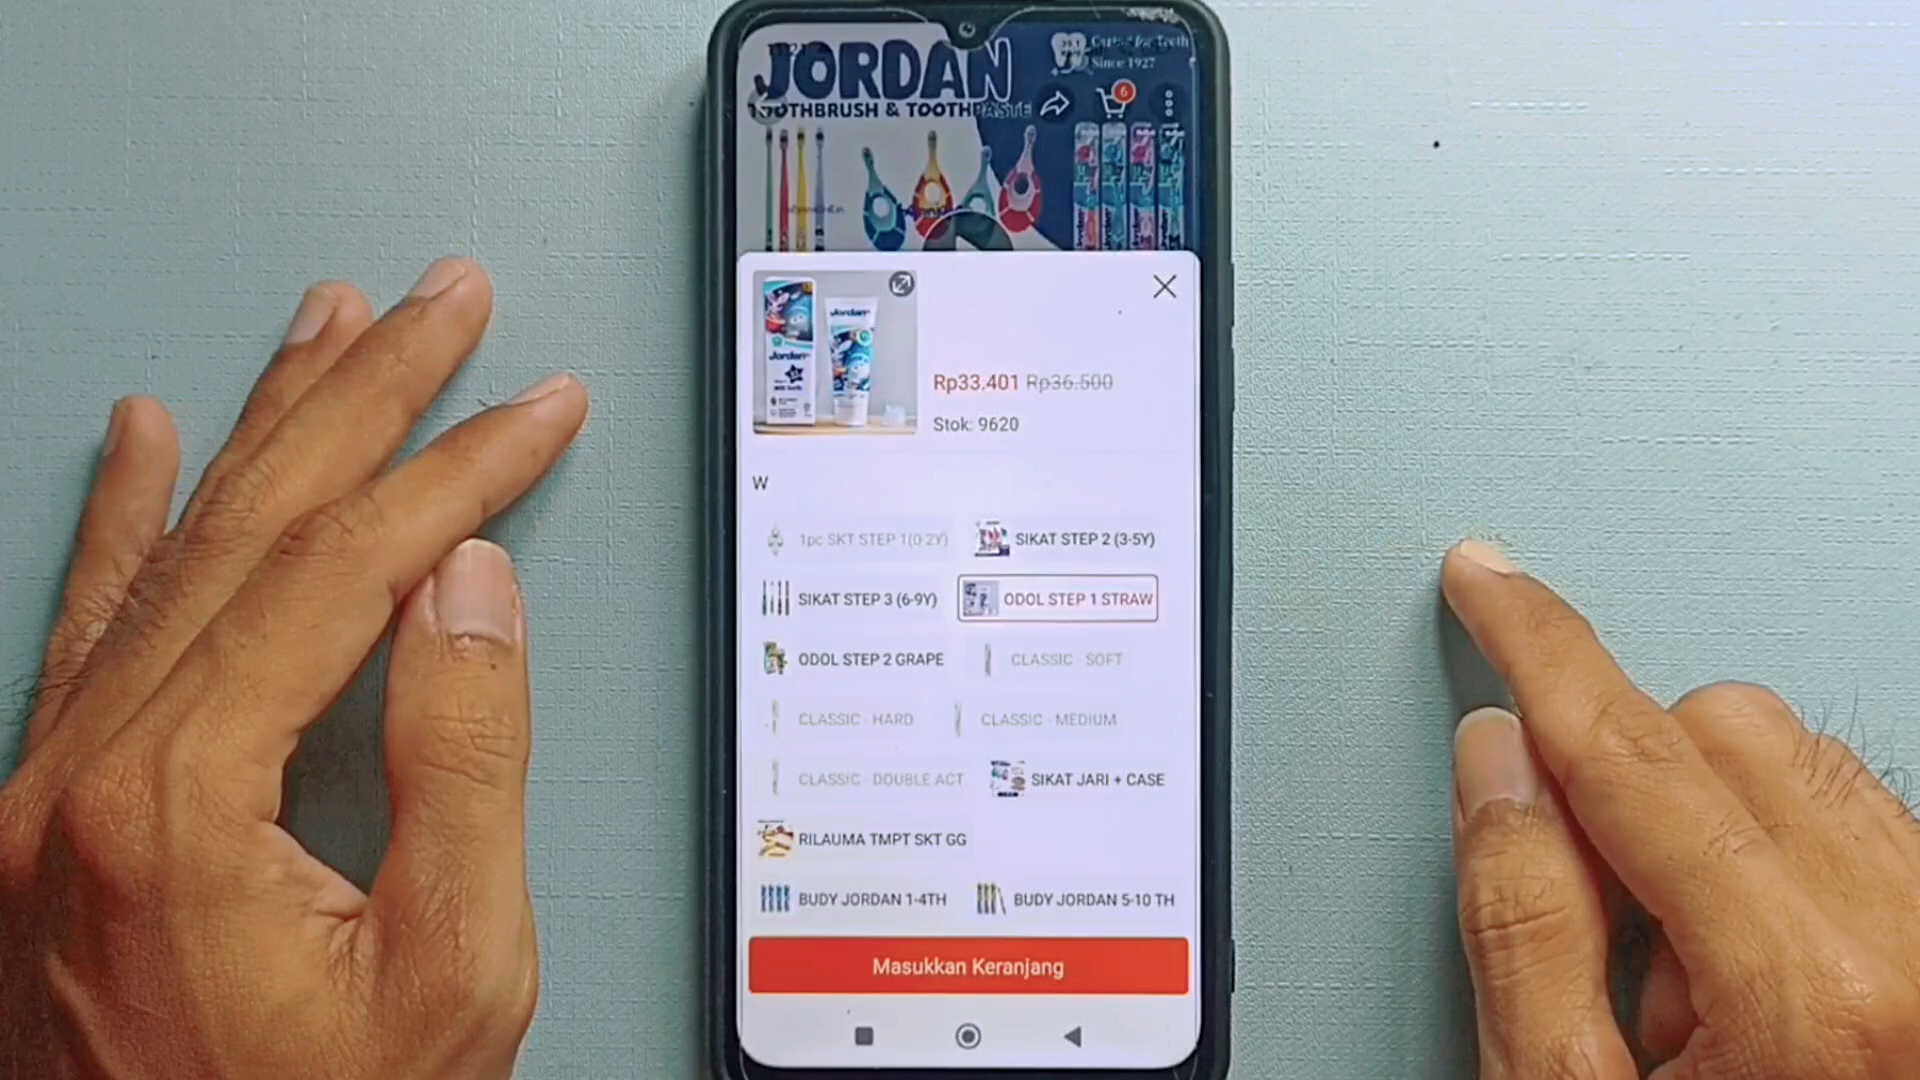 11:21
JORDAN
TOOTHBRUSH & TOOTHPASTE
Caring for Teeth
Since 1927
6
Jordan
Jordan
Rp33.401 Rp36.500
Stok: 9620
W
1pc SKT STEP 1(0-2Y)
SIKAT STEP 2 (3-5Y)
SIKAT STEP 3 (6-9Y)
ODOL STEP 1 STRAW
ODOL STEP 2 GRAPE
CLASSIC - SOFT
CLASSIC - HARD
CLASSIC - MEDIUM
CLASSIC - DOUBLE ACT
SIKAT JARI + CASE
RILAUMA TMPT SKT GG
BUDY JORDAN 1-4TH
BUDY JORDAN 5-10 TH
Masukkan Keranjang